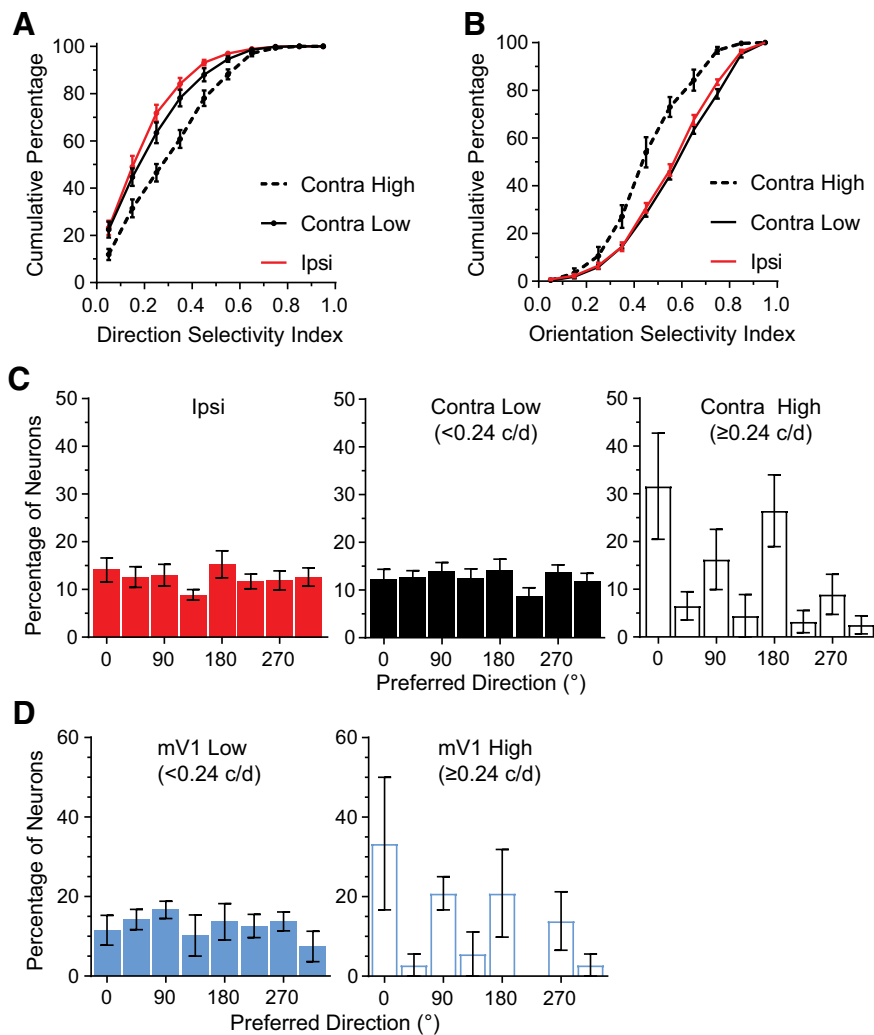 A
Cumulative Percentage
100
80
60
40
20
0
0.0 0.2 0.4 0.6 0.8 1.0
Direction Selectivity Index
Contra High
Contra Low
Ipsi
B
Cumulative Percentage
100
80
60
40
20
0
0.0 0.2 0.4 0.6 0.8 1.0
Orientation Selectivity Index
Contra High
Contra Low
Ipsi
C
Percentage of Neurons
50
40
30
20
10
0
Ipsi
0 90 180 270
50
40
30
20
10
0
Contra Low
(<0.24 c/d)
0 90 180 270
50
40
30
20
10
0
Contra High
(≥0.24 c/d)
0 90 180 270
Preferred Direction (°)
D
Percentage of Neurons
60
40
20
0
mV1 Low
(<0.24 c/d)
0 90 180 270
60
40
20
0
mV1 High
(≥0.24 c/d)
0 90 180 270
Preferred Direction (°)